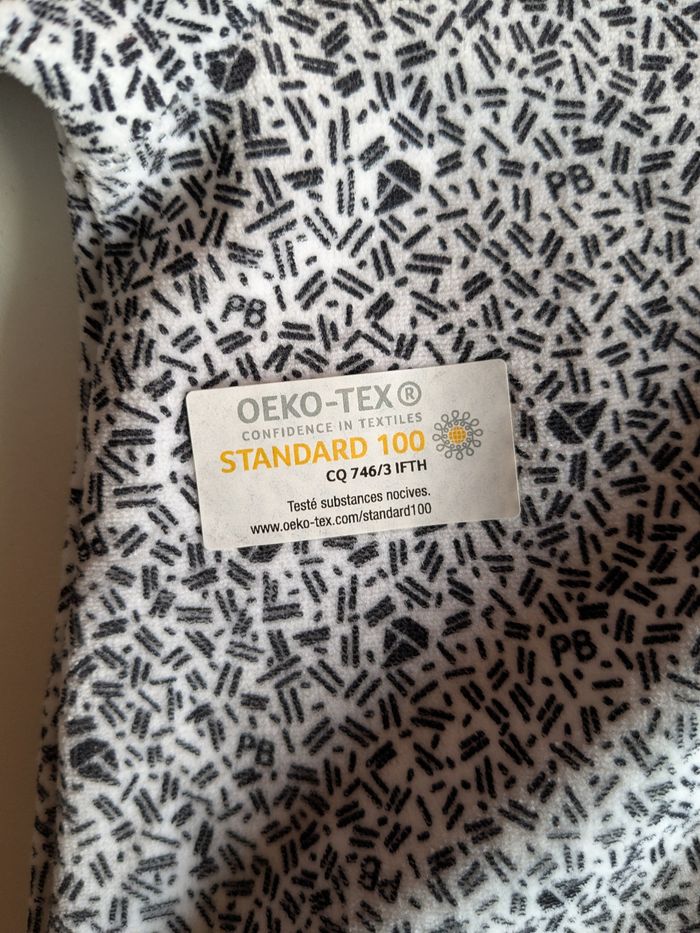 PB
PB
OEKO-TEX®
CONFIDENCE IN TEXTILES
STANDARD 100
CQ 746/3 IFTH
Testé substances nocives.
www.oeko-tex.com/standard100
PB
PB
PB
PB